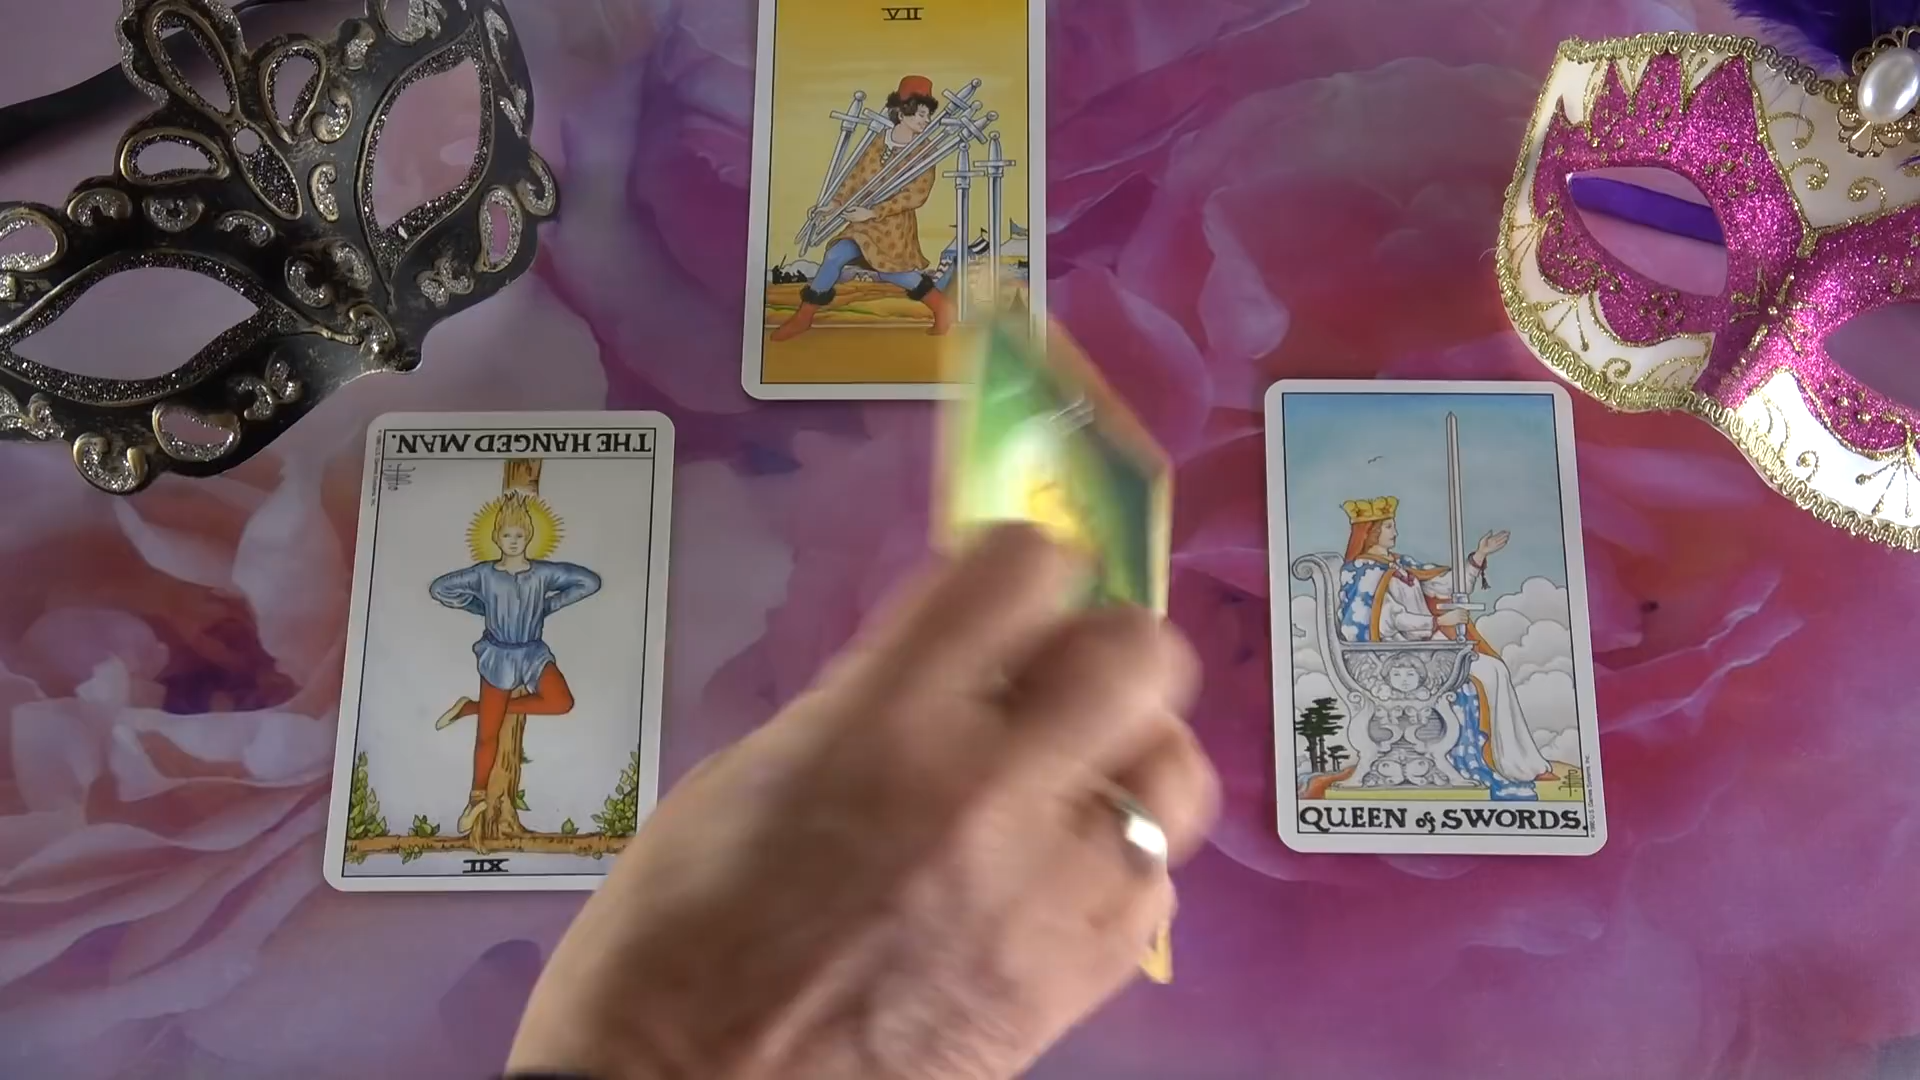 VII
THE HANGED MAN.
XII
QUEEN of SWORDS.